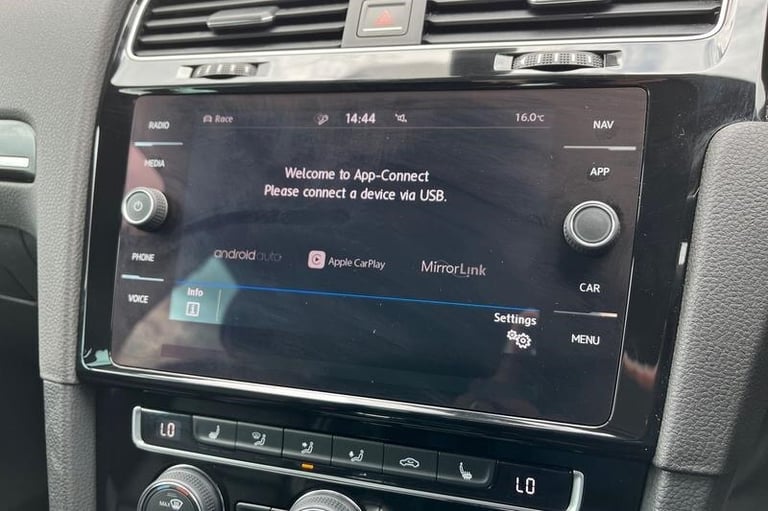 RADIO
MEDIA
PHONE
VOICE
Race
14:44
16.0°C
Welcome to App-Connect
Please connect a device via USB.
androidauto
Apple CarPlay
MirrorLink
Info
Settings
NAV
APP
CAR
MENU
LO
LO
MAX